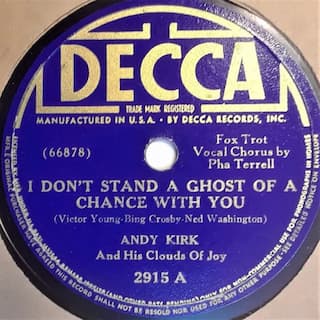 DECCA
TRADE MARK REGISTERED
MANUFACTURED IN U.S.A. BY DECCA RECORDS, INC.
(66878)
Fox Trot
Vocal Chorus by
Pha Terrell
I DON'T STAND A GHOST OF A
CHANCE WITH YOU
(Victor Young-Bing Crosby-Ned Washington)
ANDY KIRK
And His Clouds Of Joy
2915 A